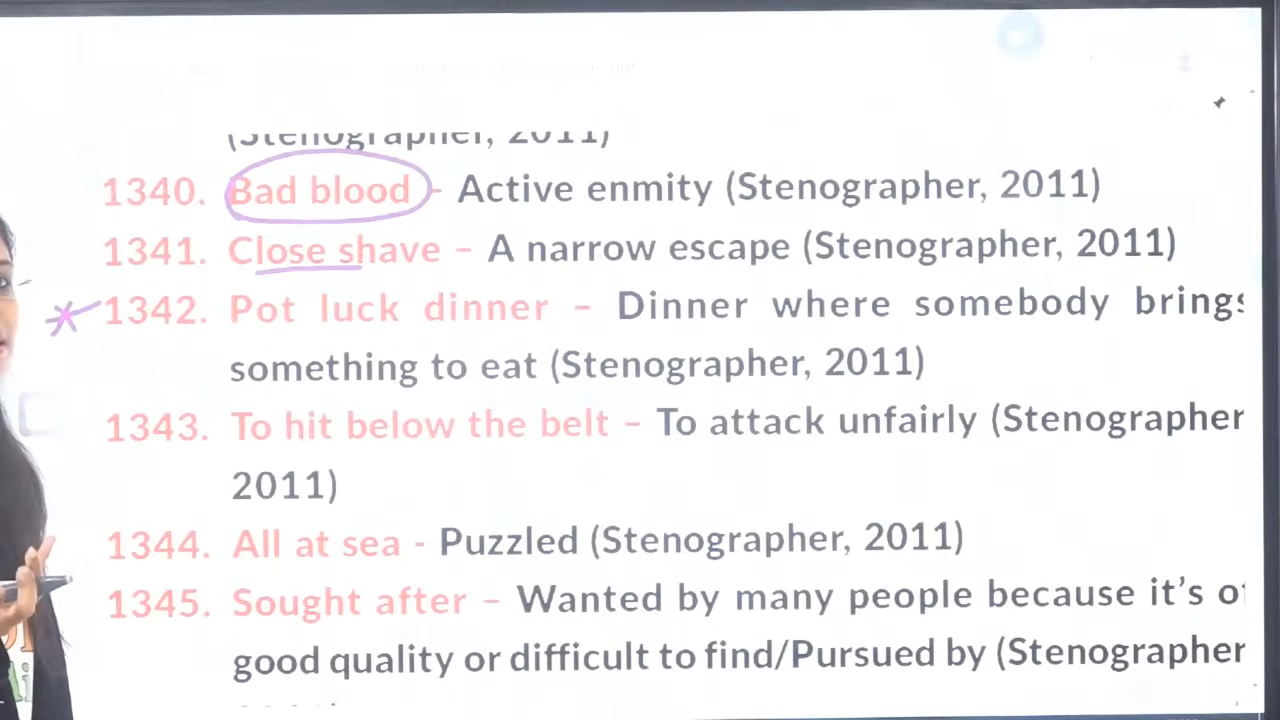 (Stenographer, 2011)
1340. Bad blood - Active enmity (Stenographer, 2011)
1341. Close shave – A narrow escape (Stenographer, 2011)
1342. Pot luck dinner – Dinner where somebody brings
something to eat (Stenographer, 2011)
1343. To hit below the belt – To attack unfairly (Stenographer
2011)
1344. All at sea - Puzzled (Stenographer, 2011)
1345. Sought after – Wanted by many people because it's of
good quality or difficult to find/Pursued by (Stenographer